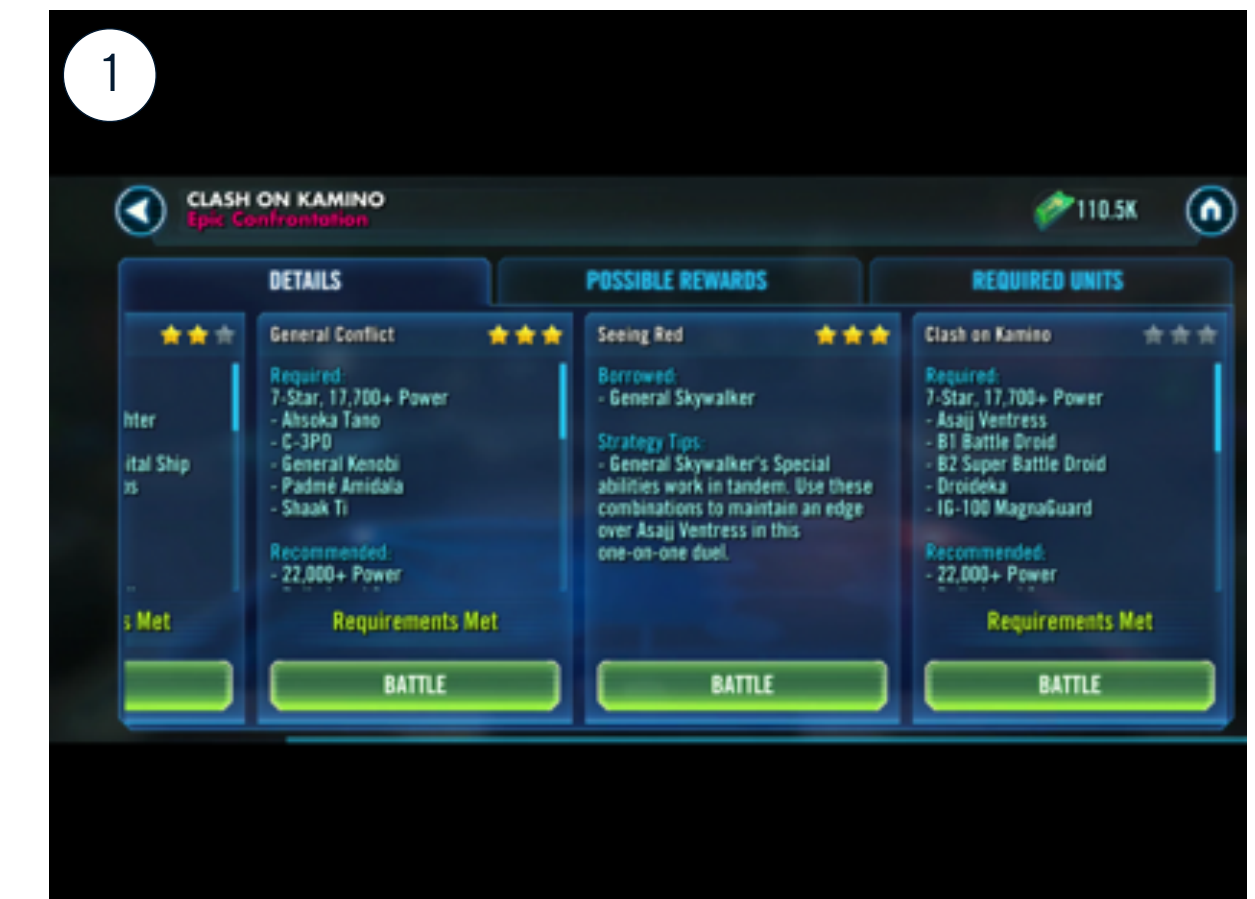 1
CLASH ON KAMINO
Epic Confrontation
110.5K
DETAILS
POSSIBLE REWARDS
REQUIRED UNITS
hter
ital Ship
s Met
General Conflict
Required:
7-Star, 17,700+ Power
- Ahsoka Tano
- C-3PO
- General Kenobi
- Padmé Amidala
- Shaak Ti
Recommended:
- 22,000+ Power
Requirements Met
BATTLE
Seeing Red
Borrowed:
- General Skywalker
Strategy Tips:
- General Skywalker's Special
abilities work in tandem. Use these
combinations to maintain an edge
over Asajj Ventress in this
one-on-one duel.
BATTLE
Clash on Kamino
Required:
7-Star, 17,700+ Power
- Asajj Ventress
- B1 Battle Droid
- B2 Super Battle Droid
- Droideka
- IG-100 MagnaGuard
Recommended:
- 22,000+ Power
Requirements Met
BATTLE